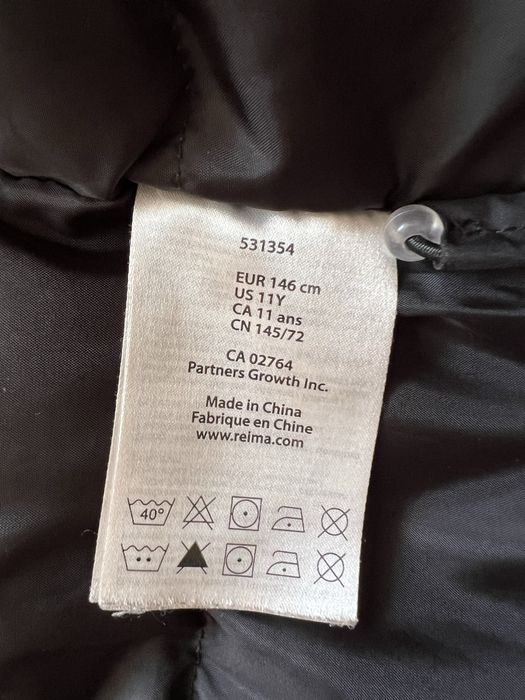 531354
EUR 146 cm
US 11Y
CA 11 ans
CN 145/72
CA 02764
Partners Growth Inc.
Made in China
Fabrique en Chine
www.reima.com
40°